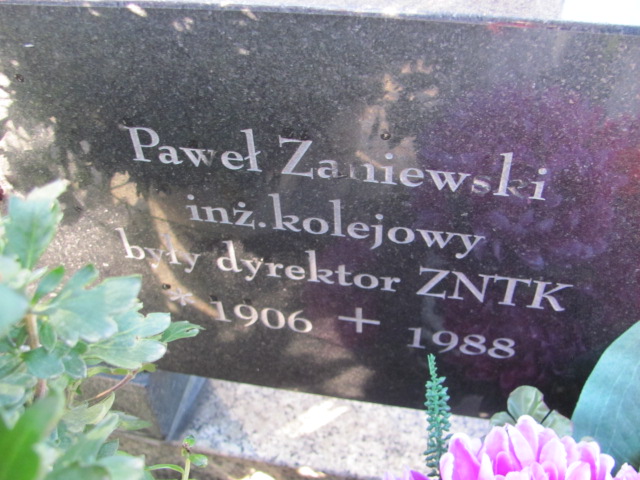 Paweł Zaniewski
inż.kolejowy
były dyrektor ZNTK
* 1906 + 1988